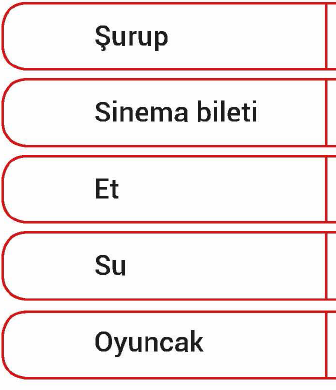 Şurup
Sinema bileti
Et
Su
Oyuncak